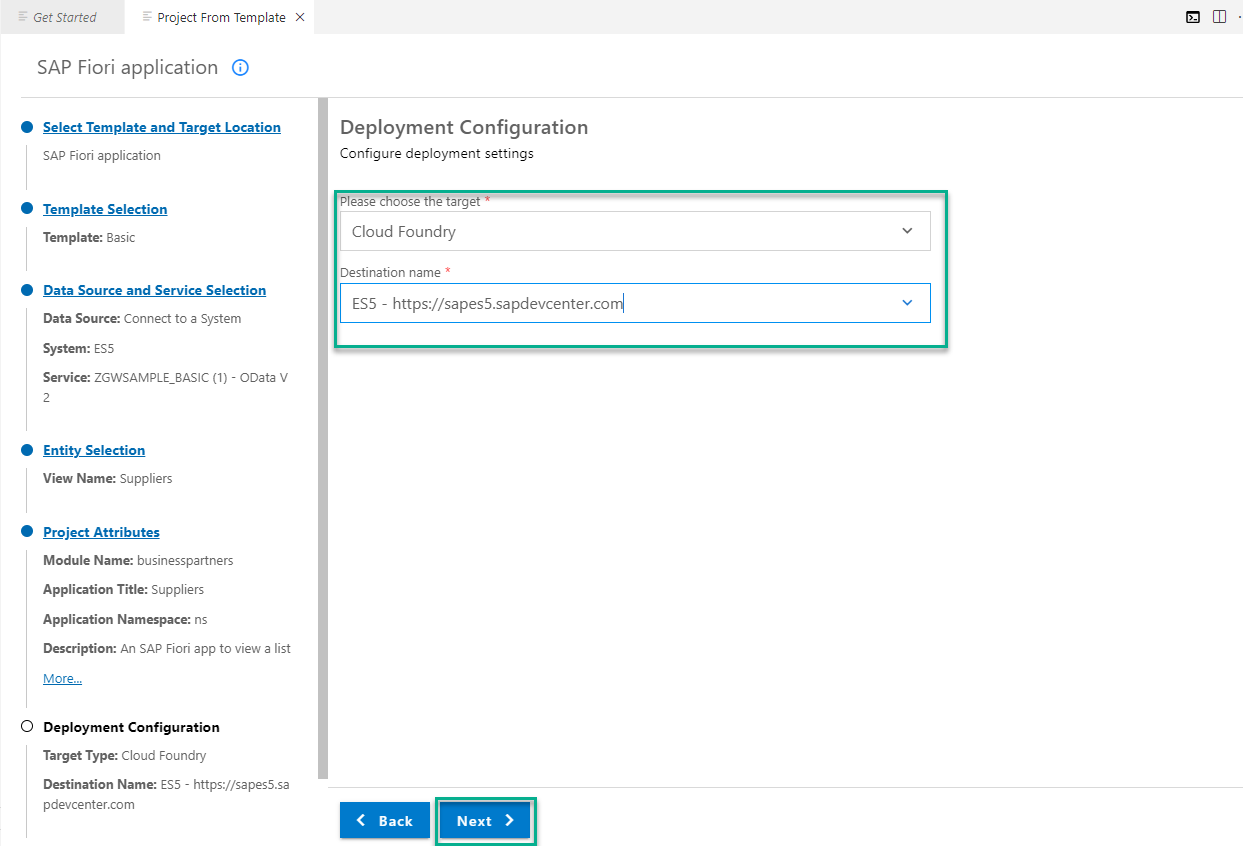 Get Started
Project From Template
SAP Fiori application
Select Template and Target Location
SAP Fiori application
Template Selection
Template: Basic
Data Source and Service Selection
Data Source: Connect to a System
System: ES5
Service: ZGWSAMPLE_BASIC (1) - OData V
2
Entity Selection
View Name: Suppliers
Project Attributes
Module Name: businesspartners
Application Title: Suppliers
Application Namespace: ns
Description: An SAP Fiori app to view a list
More...
Deployment Configuration
Target Type: Cloud Foundry
Destination Name: ES5 - https://sapes5.sa
pdevcenter.com
Deployment Configuration
Configure deployment settings
Please choose the target *
Cloud Foundry
Destination name *
ES5 - https://sapes5.sapdevcenter.com
Back
Next